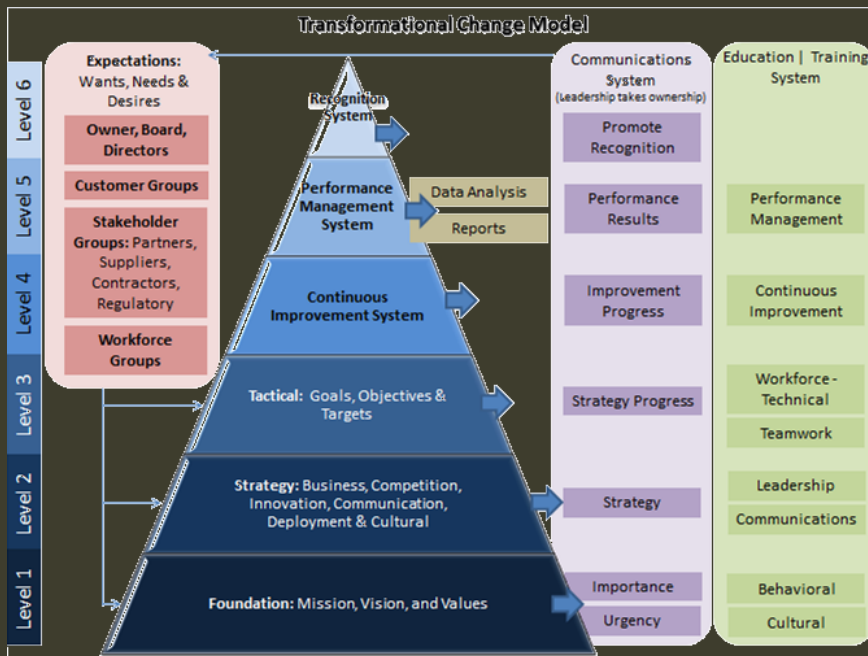 Transformational Change Model
Expectations:
Wants, Needs &
Desires
Owner, Board,
Directors
Customer Groups
Stakeholder
Groups: Partners,
Suppliers,
Contractors,
Regulatory
Workforce
Groups
Level 6
Level 5
Level 4
Level 3
Level 2
Level 1
Recognition
System
Performance
Management
System
Data Analysis
Reports
Continuous
Improvement System
Tactical: Goals, Objectives &
Targets
Strategy: Business, Competition,
Innovation, Communication,
Deployment & Cultural
Foundation: Mission, Vision, and Values
Communications
System
(Leadership takes ownership)
Promote
Recognition
Performance
Results
Improvement
Progress
Strategy Progress
Strategy
Importance
Urgency
Education | Training
System
Performance
Management
Continuous
Improvement
Workforce -
Technical
Teamwork
Leadership
Communications
Behavioral
Cultural